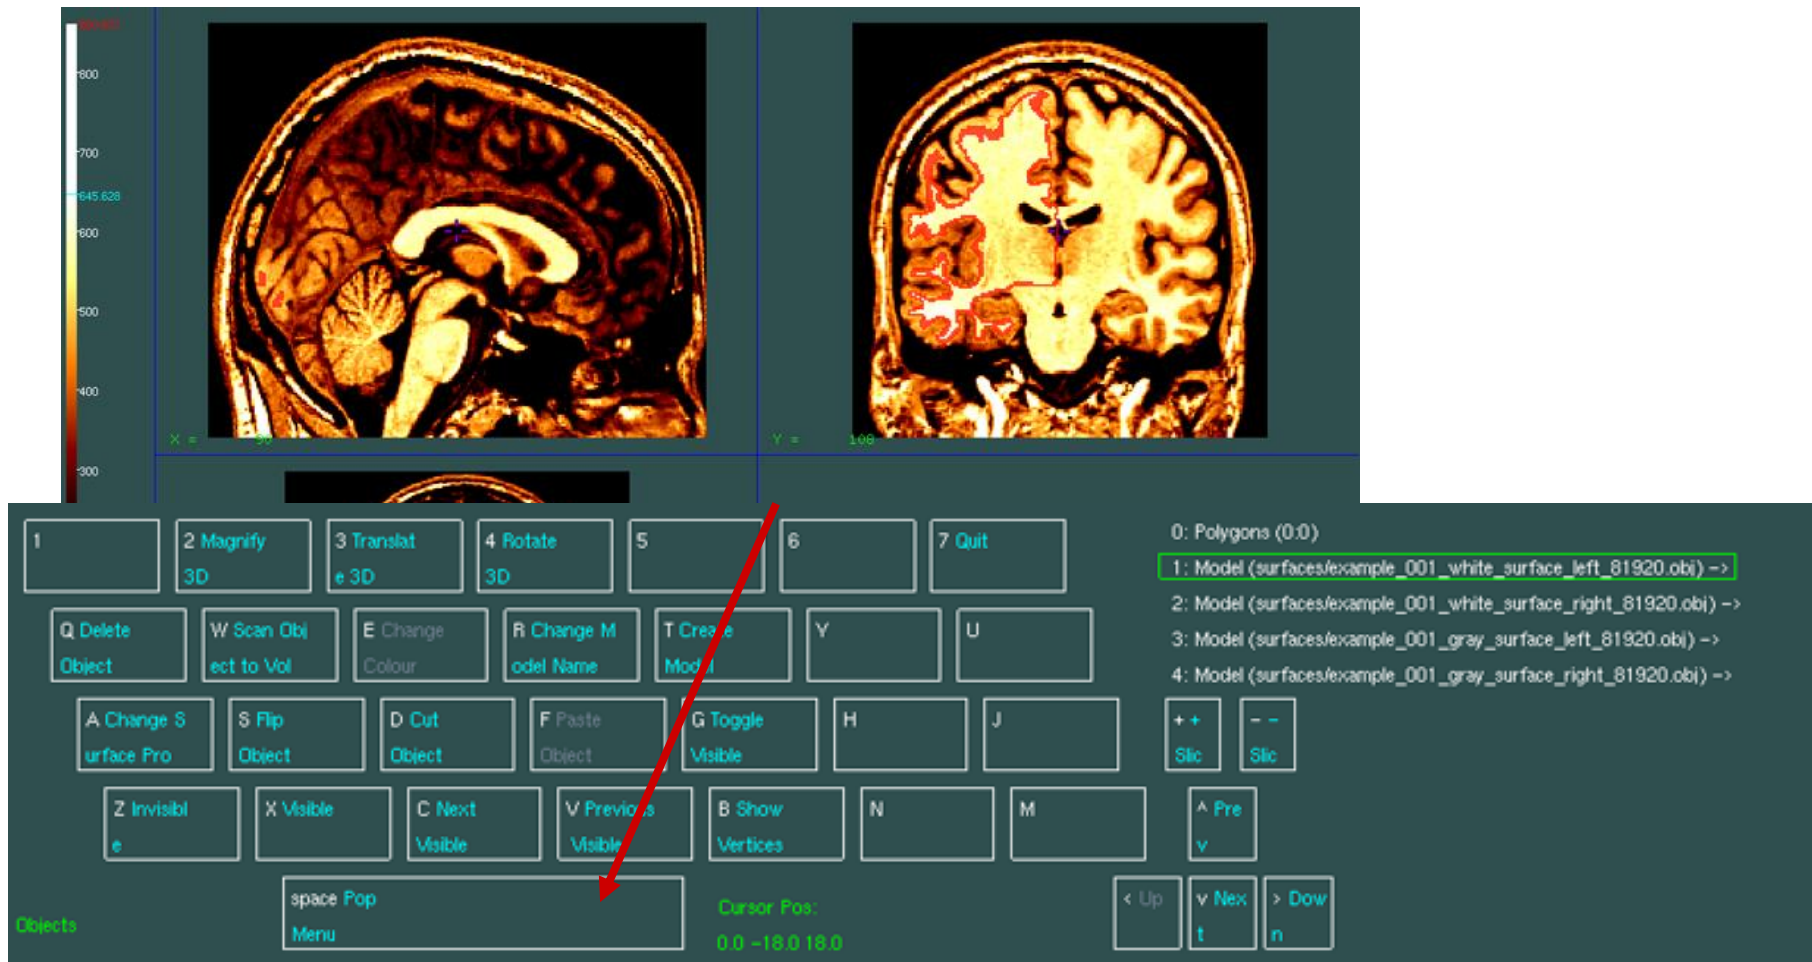 800
700
645.628
600
500
400
300
X =
Y = 108
1
2 Magnify
3D
3 Translat
e 3D
4 Rotate
3D
5
6
7 Quit
Q Delete
Object
W Scan Obj
ect to Vol
E Change
Colour
R Change M
odel Name
T Create
Model
Y
U
A Change S
urface Pro
S Flip
Object
D Cut
Object
F Paste
Object
G Toggle
Visible
H
J
Z Invisibl
e
X Visible
C Next
Visible
V Previous
Visible
B Show
Vertices
N
M
space Pop
Menu
Objects
Cursor Pos:
0.0 -18.0 18.0
0: Polygons (0:0)
1: Model (surfaces/example_001_white_surface_left_81920.obj) ->
2: Model (surfaces/example_001_white_surface_right_81920.obj) ->
3: Model (surfaces/example_001_gray_surface_left_81920.obj) ->
4: Model (surfaces/example_001_gray_surface_right_81920.obj) ->
+ +
Slic
- -
Slic
^ Pre
v
< Up
v Nex
t
> Dow
n